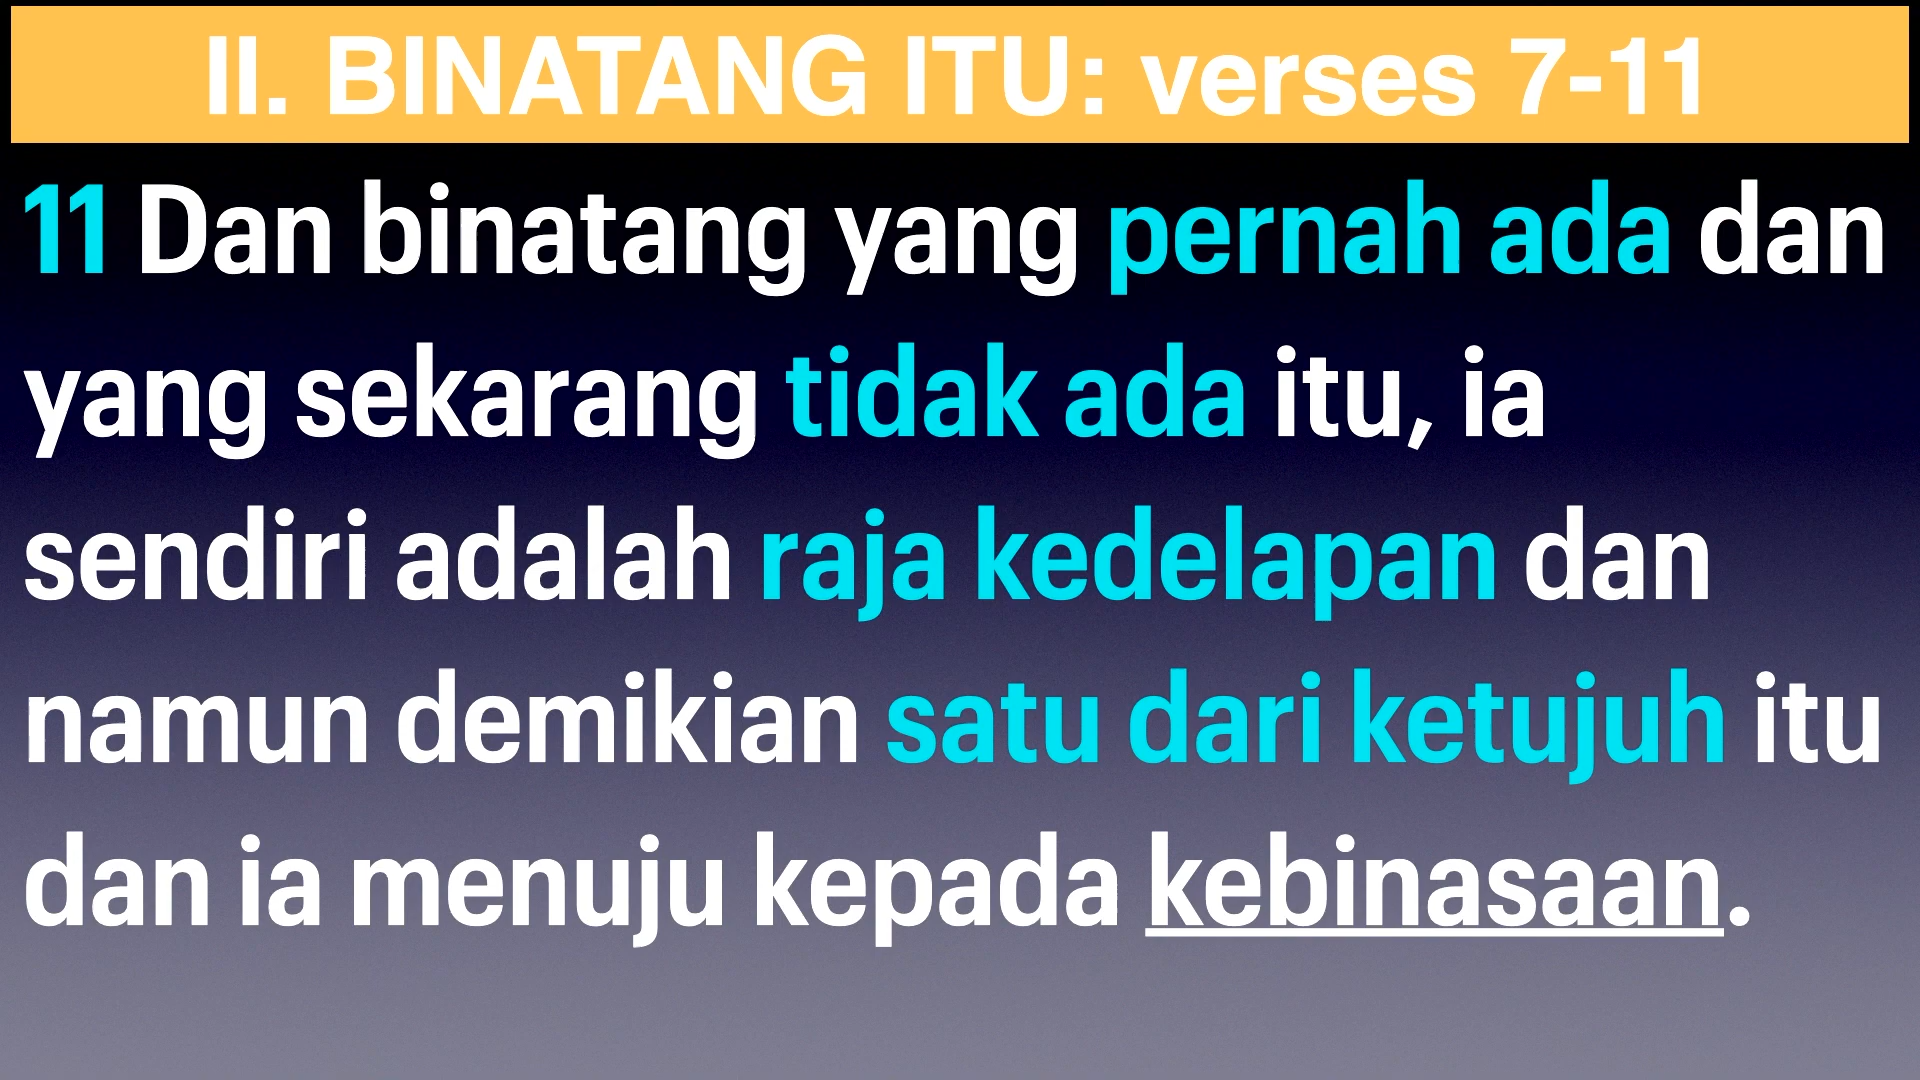 II. BINATANG ITU: verses 7-11
11 Dan binatang yang pernah ada dan
yang sekarang tidak ada itu, ia
sendiri adalah raja kedelapan dan
namun demikian satu dari ketujuh itu
dan ia menuju kepada kebinasaan.